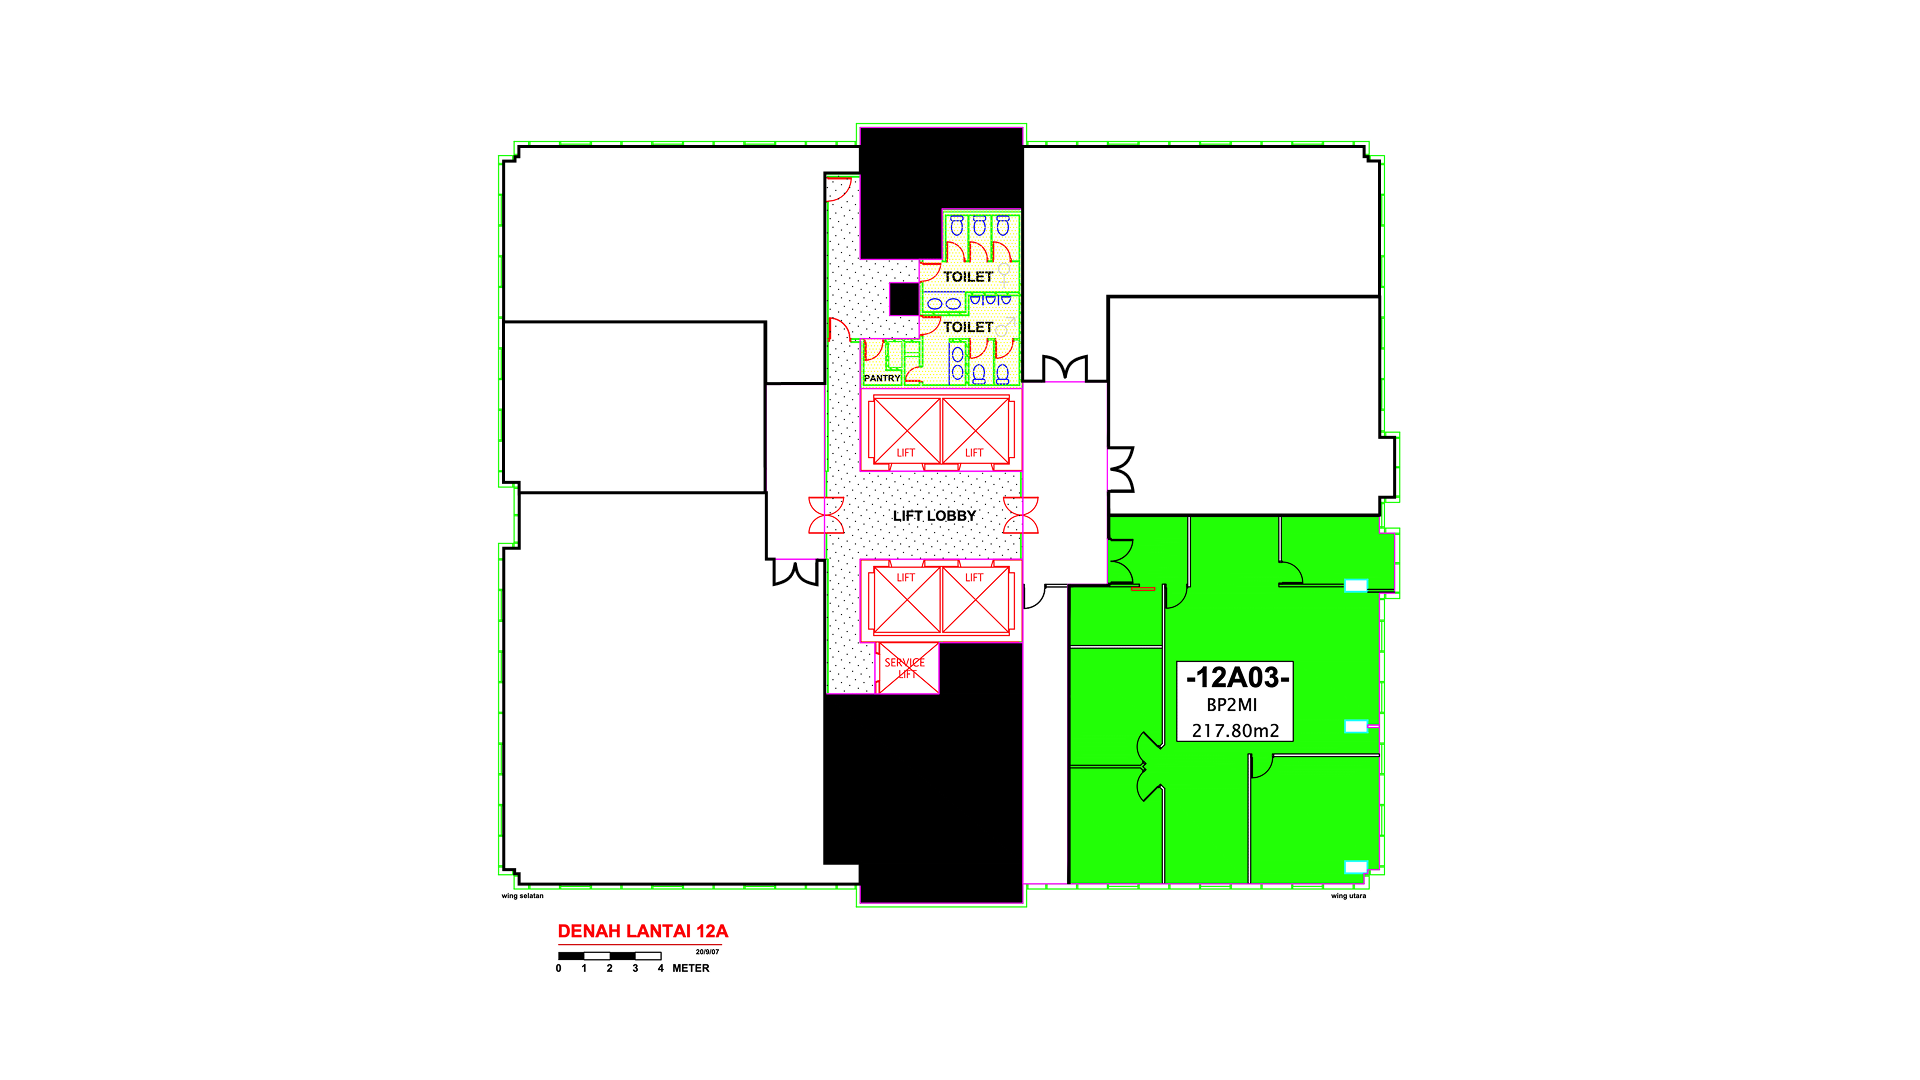 TOILET
TOILET
PANTRY
LIFT
LIFT
LIFT LOBBY
LIFT
LIFT
SERVICE
LIFT
-12A03-
BP2MI
217.80m2
wing selatan
wing utara
DENAH LANTAI 12A
20/9/07
0 1 2 3 4 METER